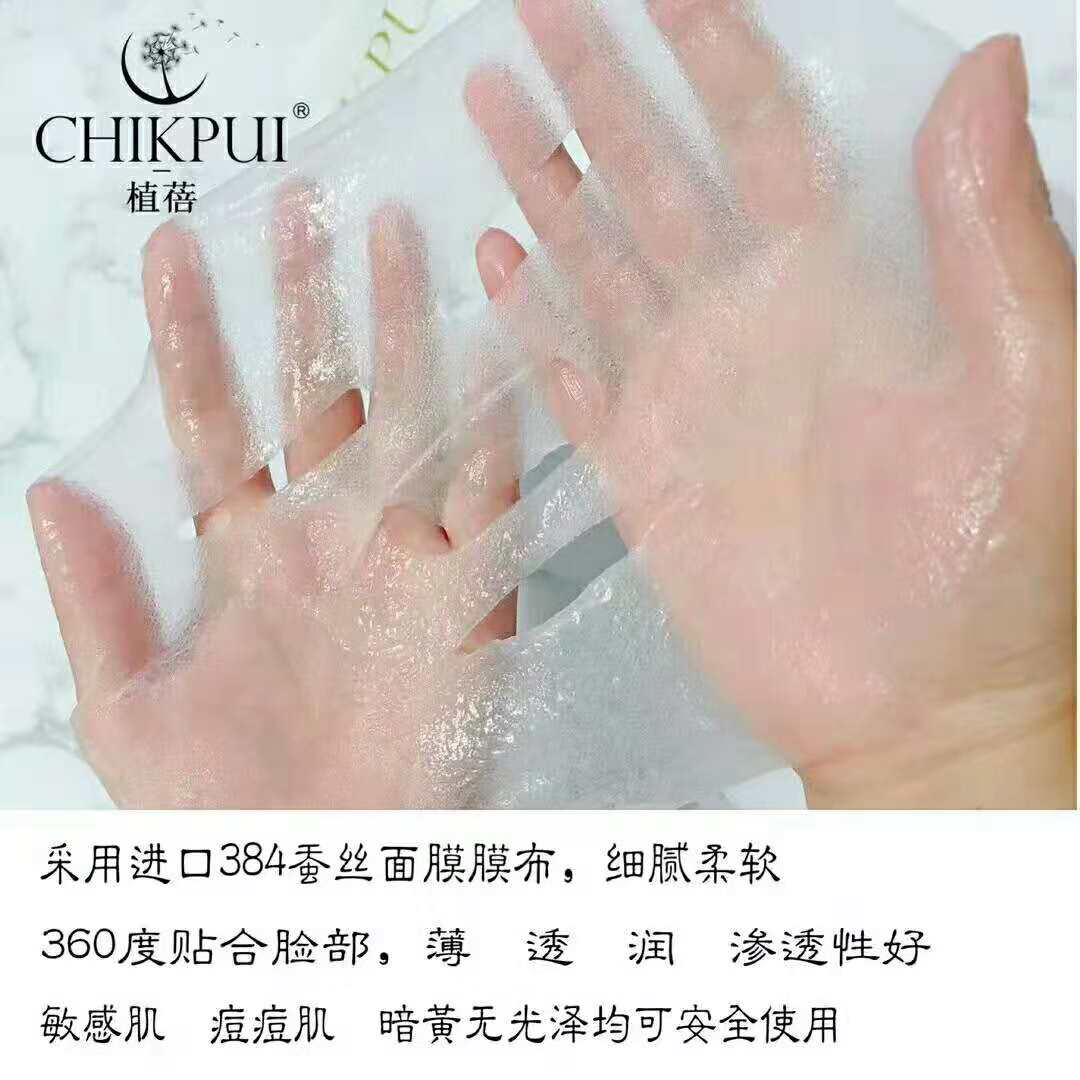 CHIKPUI®
植蓓
采用进口384蚕丝面膜膜布，细腻柔软
360度贴合脸部，薄 透 润 渗透性好
敏感肌 痘痘肌 暗黄无光泽均可安全使用